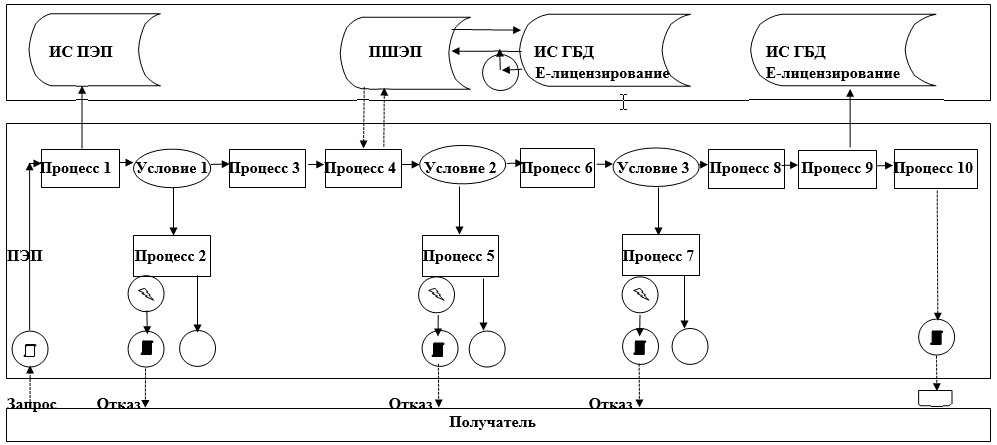 ИС ПЭП
ПШЭП
ИС ГБД
Е-лицензирование
ИС ГБД
Е-лицензирование
Процесс 1
Условие 1
Процесс 3
Процесс 4
Условие 2
Процесс 6
Условие 3
Процесс 8
Процесс 9
Процесс 10
ПЭП
Процесс 2
Процесс 5
Процесс 7
Запрос
Отказ
Отказ
Отказ
Получатель